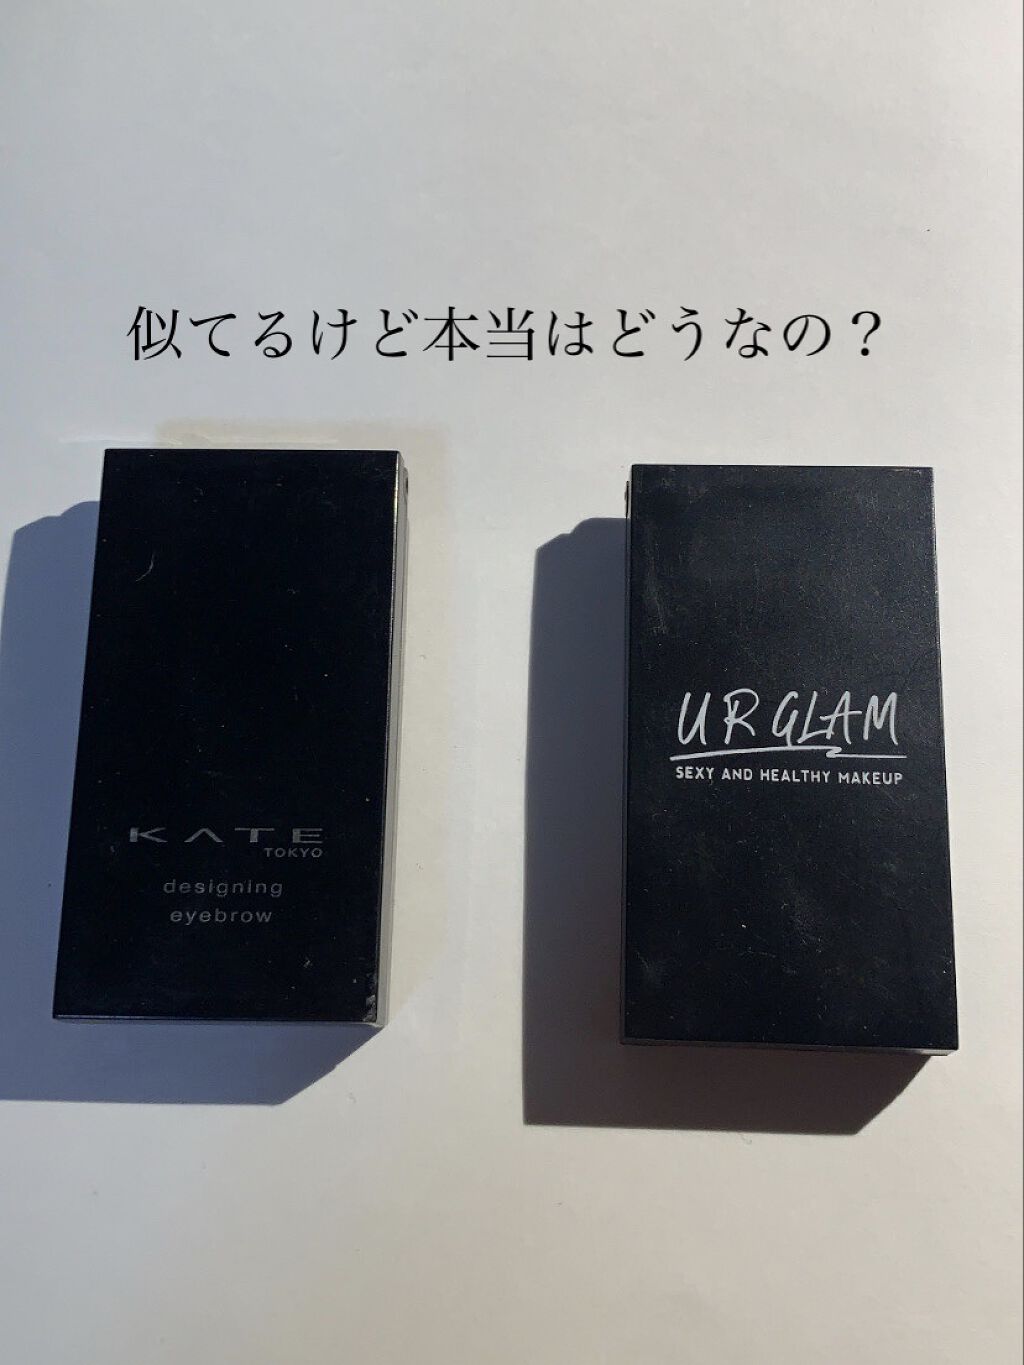 似てるけど本当はどうなの？
KATE
TOKYO
designing
eyebrow
UR GLAM
SEXY AND HEALTHY MAKEUP